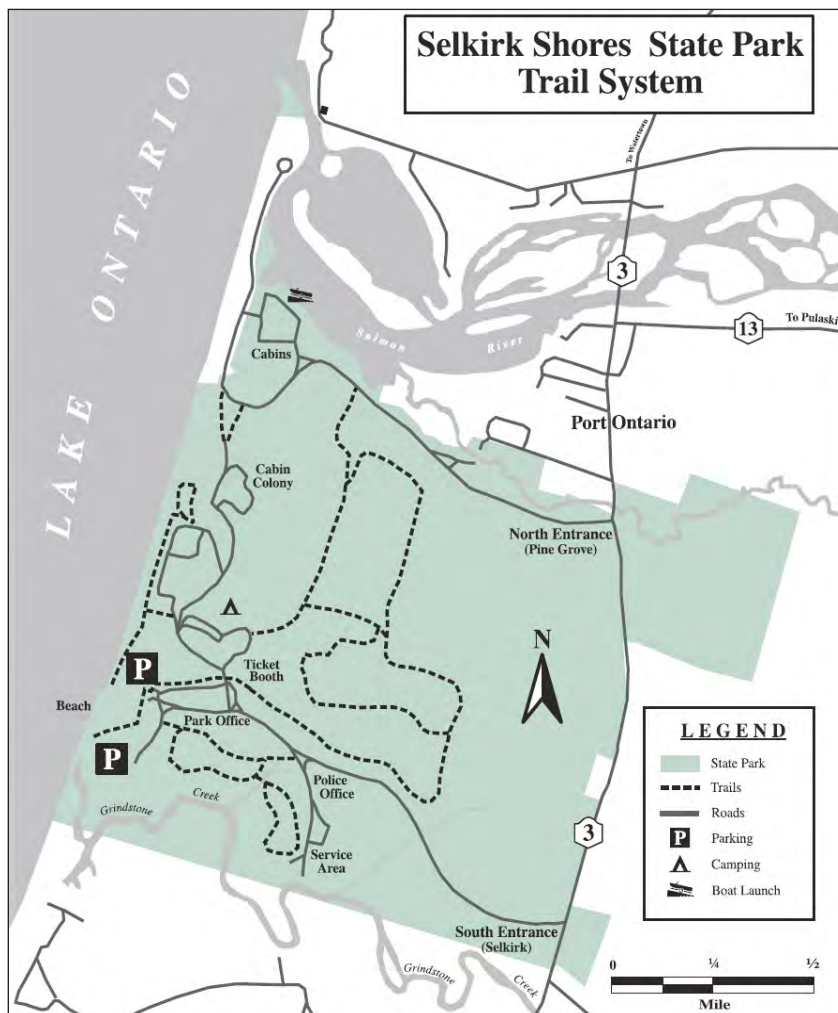 Selkirk Shores State Park
Trail System
LAKE ONTARIO
To Watertown
3
13
To Pulaski
Salmon
River
Cabins
Port Ontario
Cabin
Colony
North Entrance
(Pine Grove)
N
P
Ticket
Booth
Beach
Park Office
P
Police
Office
Grindstone
Creek
Service
Area
3
South Entrance
(Selkirk)
Grindstone
Creek
LEGEND
State Park
Trails
Roads
P Parking
Camping
Boat Launch
0 ¼ ½
Mile